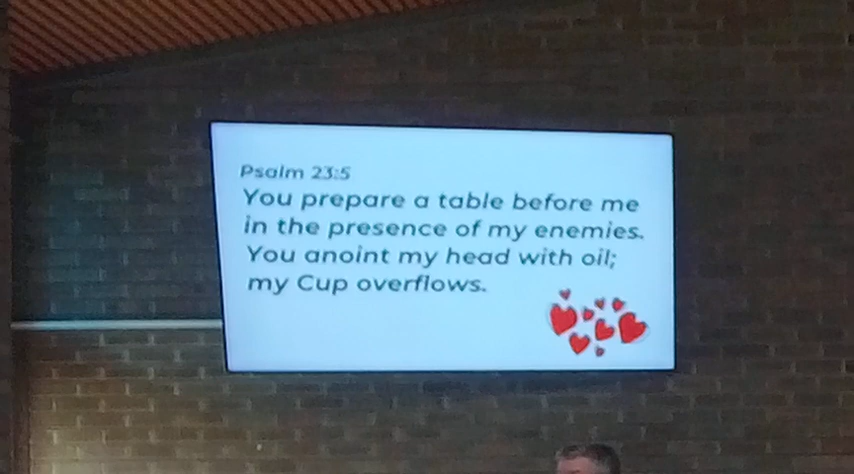 Psalm 23:5
You prepare a table before me
in the presence of my enemies.
You anoint my head with oil;
my Cup overflows.